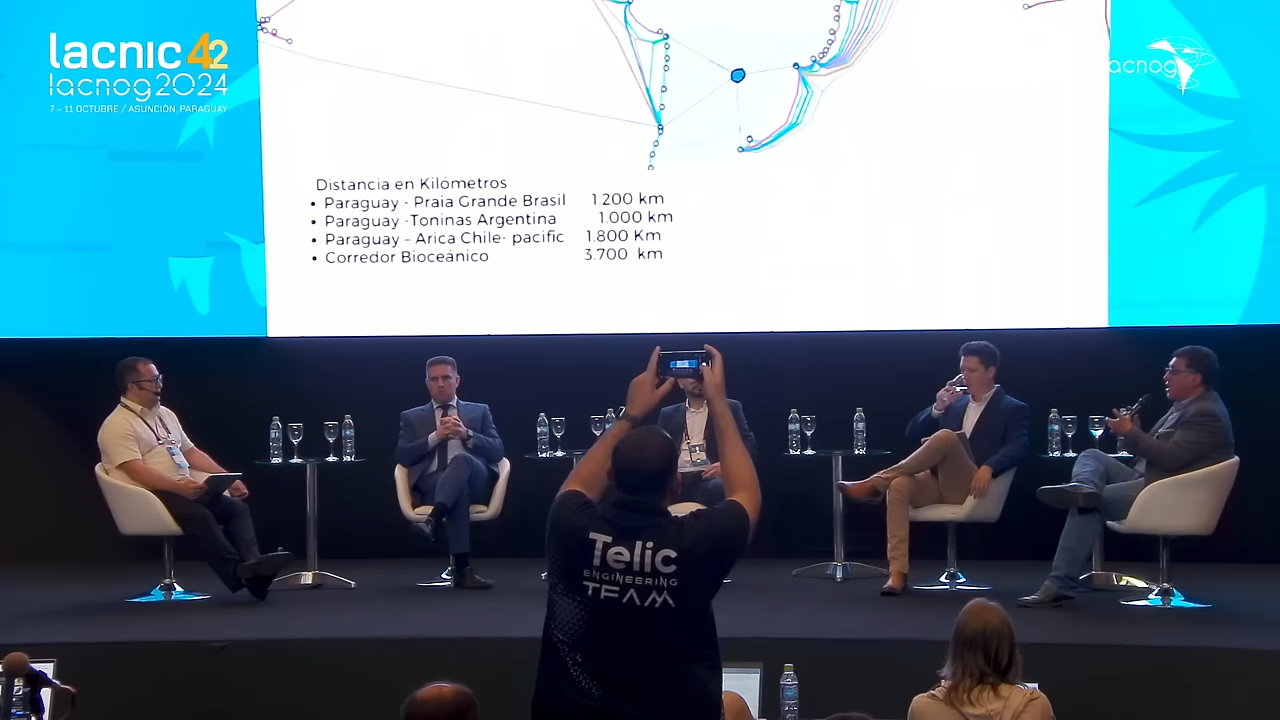 lacnic 42
lacnog2024
7 - 11 OCTUBRE / ASUNCIÓN, PARAGUAY
lacnog
Distancia en Kilómetros
• Paraguay - Praia Grande Brasil 1.200 km
• Paraguay -Toninas Argentina 1.000 km
• Paraguay - Arica Chile- pacific 1.800 Km
• Corredor Bioceánico 3.700 km
Telic
ENGINEERING
TEAM